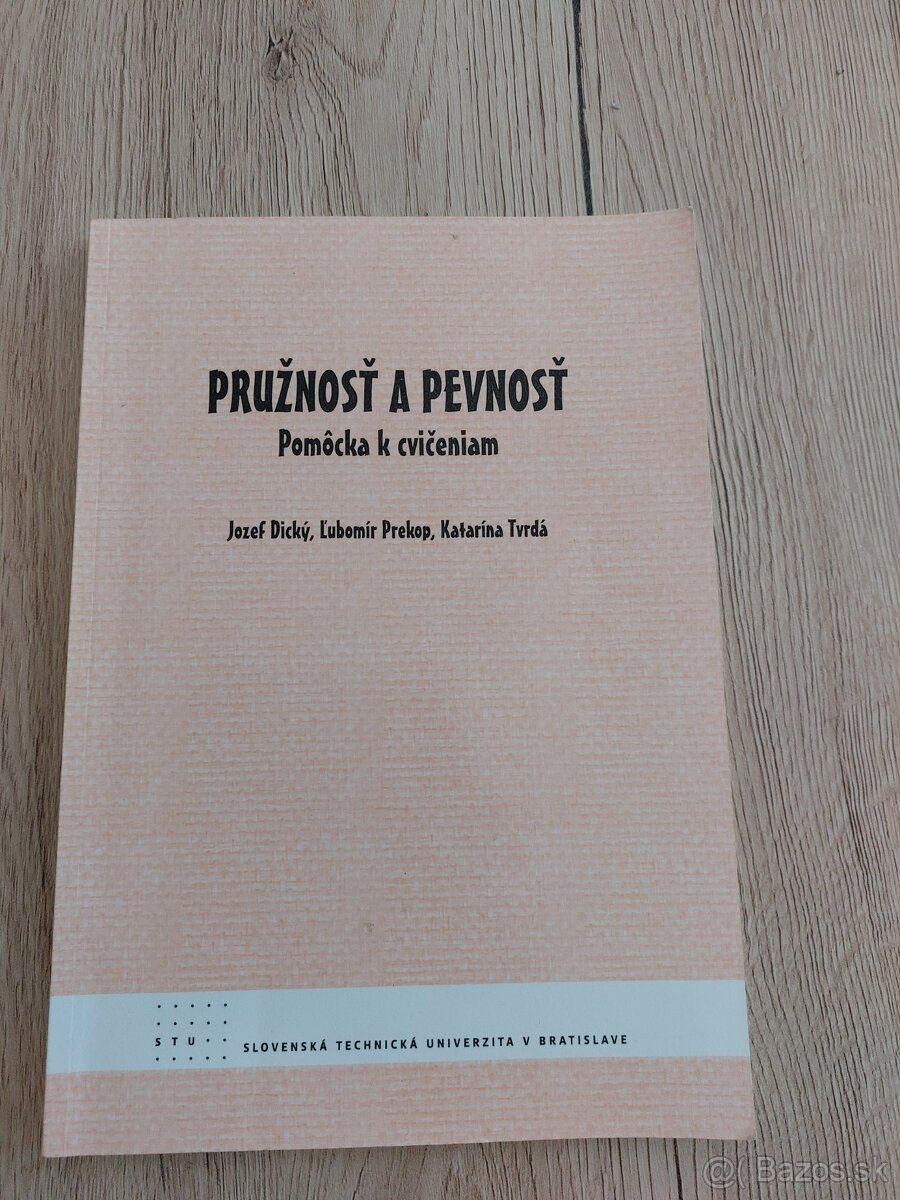 PRUŽNOSŤ A PEVNOSŤ
Pomôcka k cvičeniam
Jozef Dický, Ľubomír Prekop, Katarína Tvrdá
STU
SLOVENSKÁ TECHNICKÁ UNIVERZITA V BRATISLAVE
@ Bazos.sk